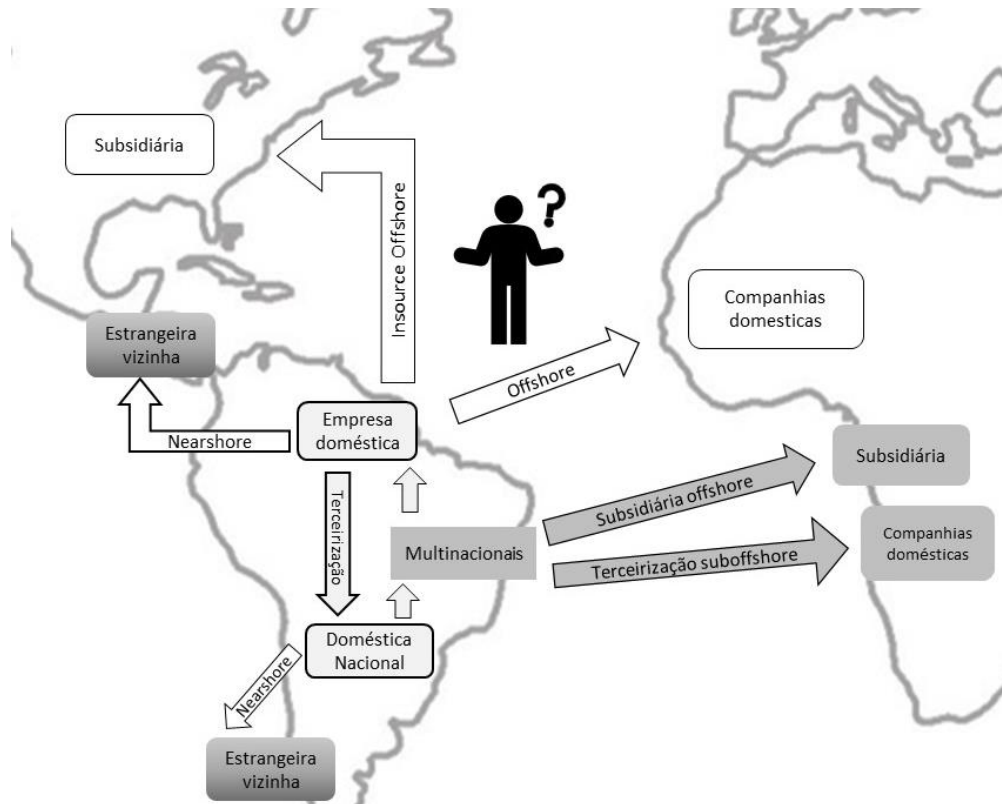 Subsidiária
Insource Offshore
?
Companhias
domesticas
Estrangeira
vizinha
Offshore
Nearshore
Empresa
doméstica
Terceirização
Subsidiária
Subsidiária offshore
Multinacionais
Companhias
domésticas
Terceirização suboffshore
Doméstica
Nacional
Nearshore
Estrangeira
vizinha